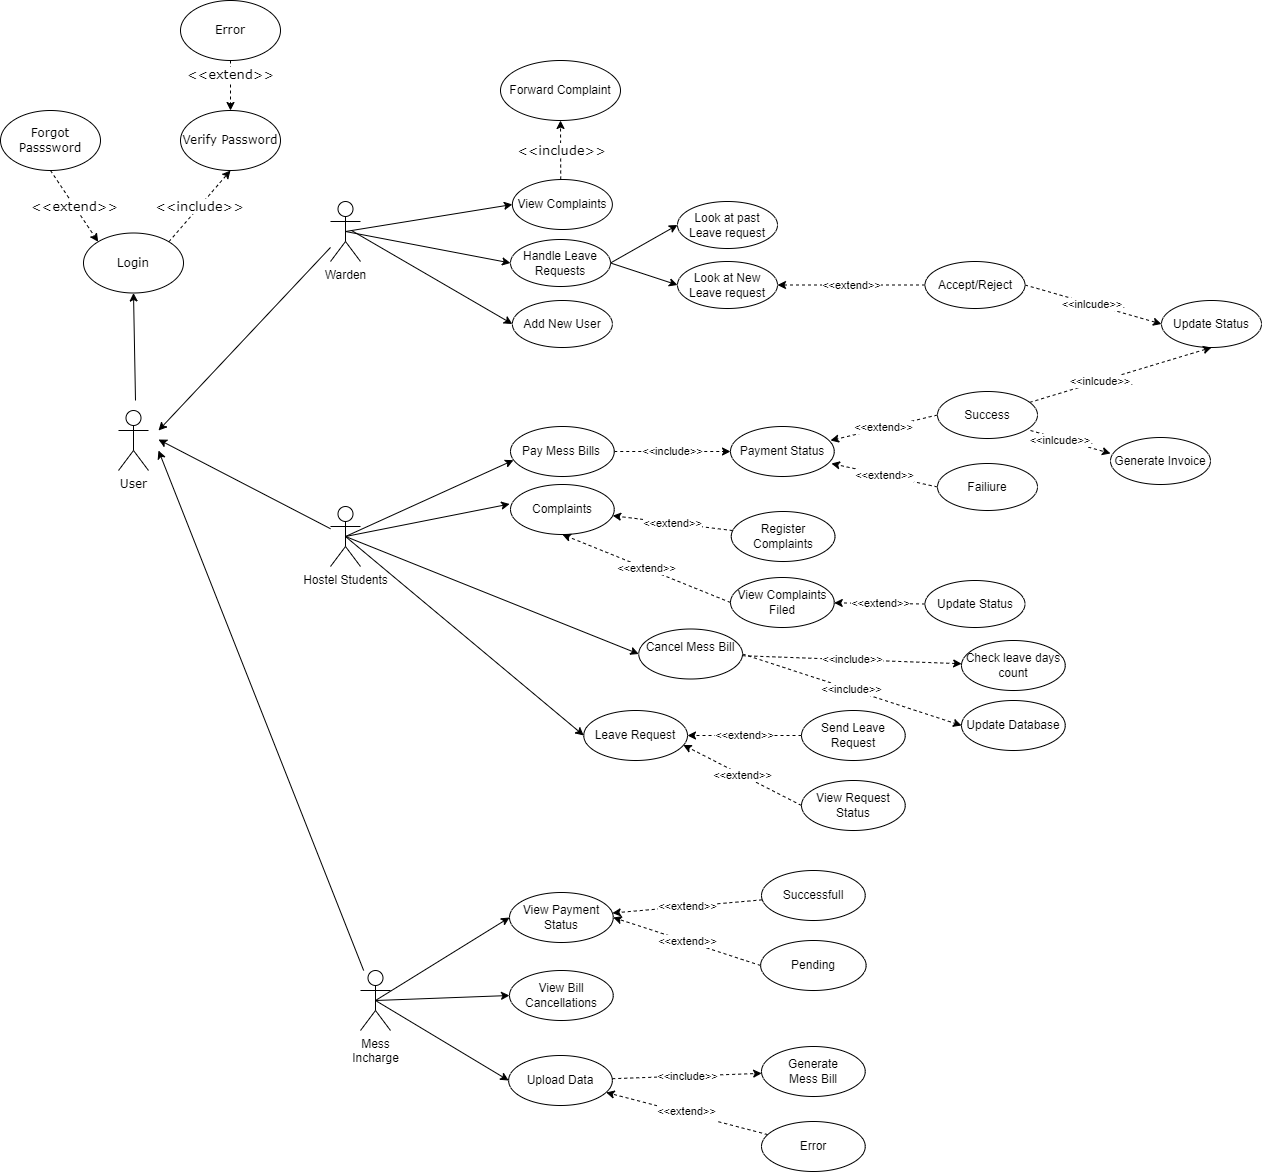 Error
<<extend>>
Forgot
Passsword
Verify Password
<<extend>>
<<include>>
Login
User
Forward Complaint
<<include>>
View Complaints
Warden
Handle Leave
Requests
Add New User
Look at past
Leave request
Look at New
Leave request
<<extend>>
Accept/Reject
<<inlcude>>
Update Status
<<inlcude>>
Pay Mess Bills
<<include>>
Payment Status
<<extend>>
Success
<<inlcude>>
Generate Invoice
<<extend>>
Failiure
Hostel Students
Complaints
<<extend>>
Register
Complaints
<<extend>>
View Complaints
Filed
<<extend>>
Update Status
Cancel Mess Bill
<<include>>
Check leave days
count
<<include>>
Update Database
Leave Request
<<extend>>
Send Leave
Request
<<extend>>
View Request
Status
Mess
Incharge
View Payment
Status
<<extend>>
Successfull
<<extend>>
Pending
View Bill
Cancellations
Upload Data
<<include>>
Generate
Mess Bill
<<extend>>
Error